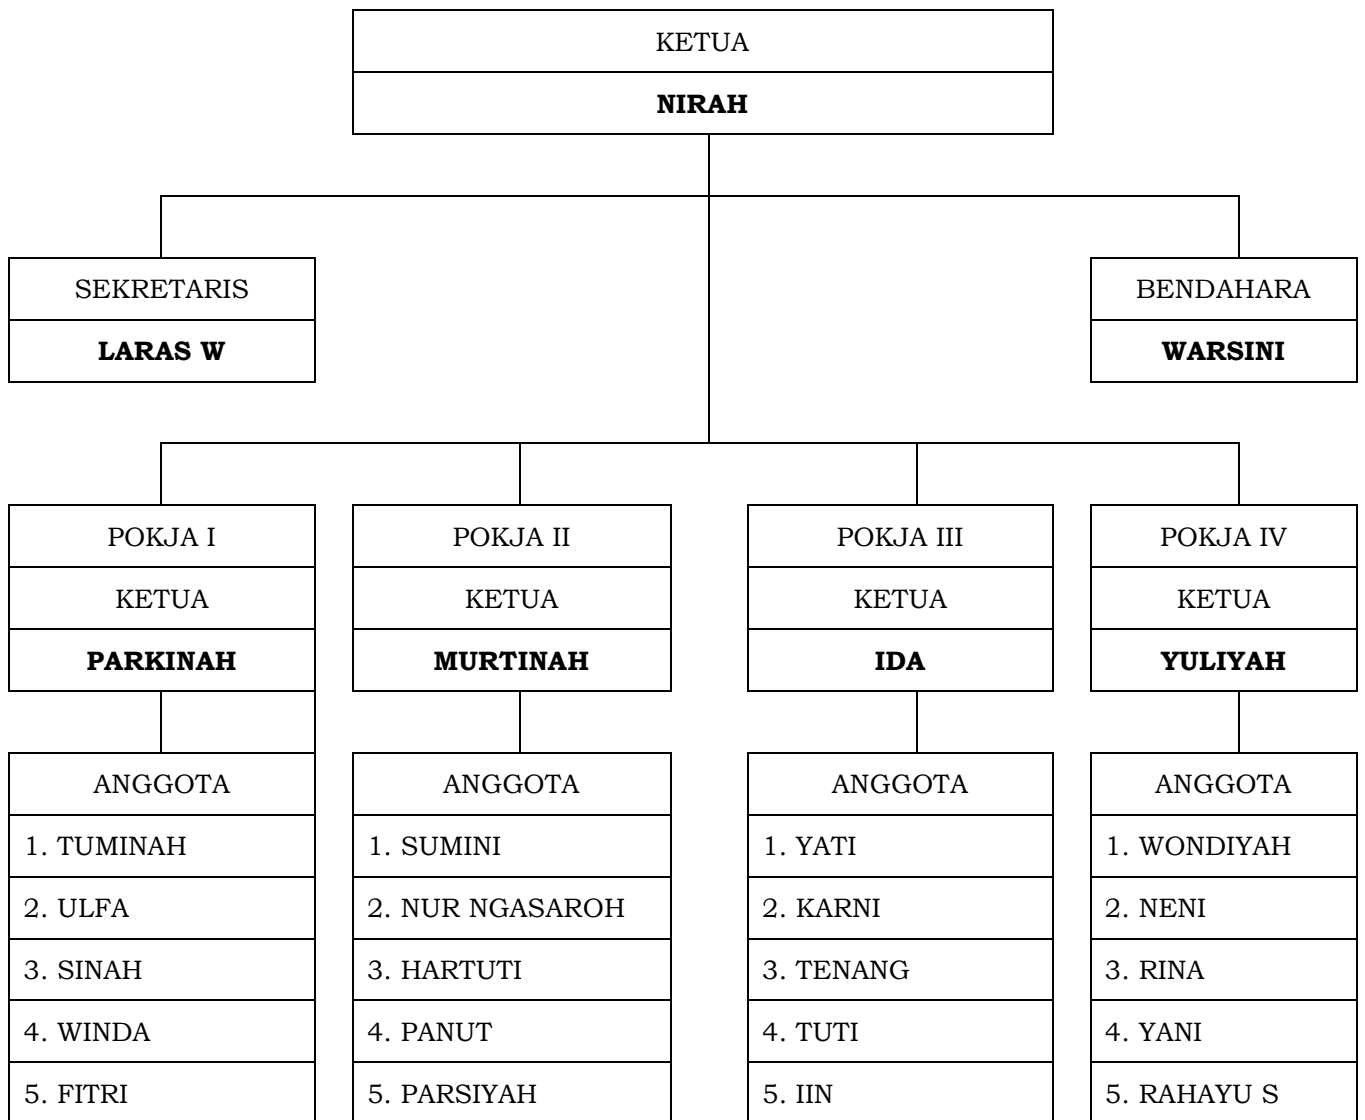 KETUA
NIRAH
SEKRETARIS
LARAS W
BENDAHARA
WARSINI
POKJA I
KETUA
PARKINAH
ANGGOTA
1. TUMINAH
2. ULFA
3. SINAH
4. WINDA
5. FITRI
POKJA II
KETUA
MURTINAH
ANGGOTA
1. SUMINI
2. NUR NGASAROH
3. HARTUTI
4. PANUT
5. PARSIYAH
POKJA III
KETUA
IDA
ANGGOTA
1. YATI
2. KARNI
3. TENANG
4. TUTI
5. IIN
POKJA IV
KETUA
YULIYAH
ANGGOTA
1. WONDIYAH
2. NENI
3. RINA
4. YANI
5. RAHAYU S